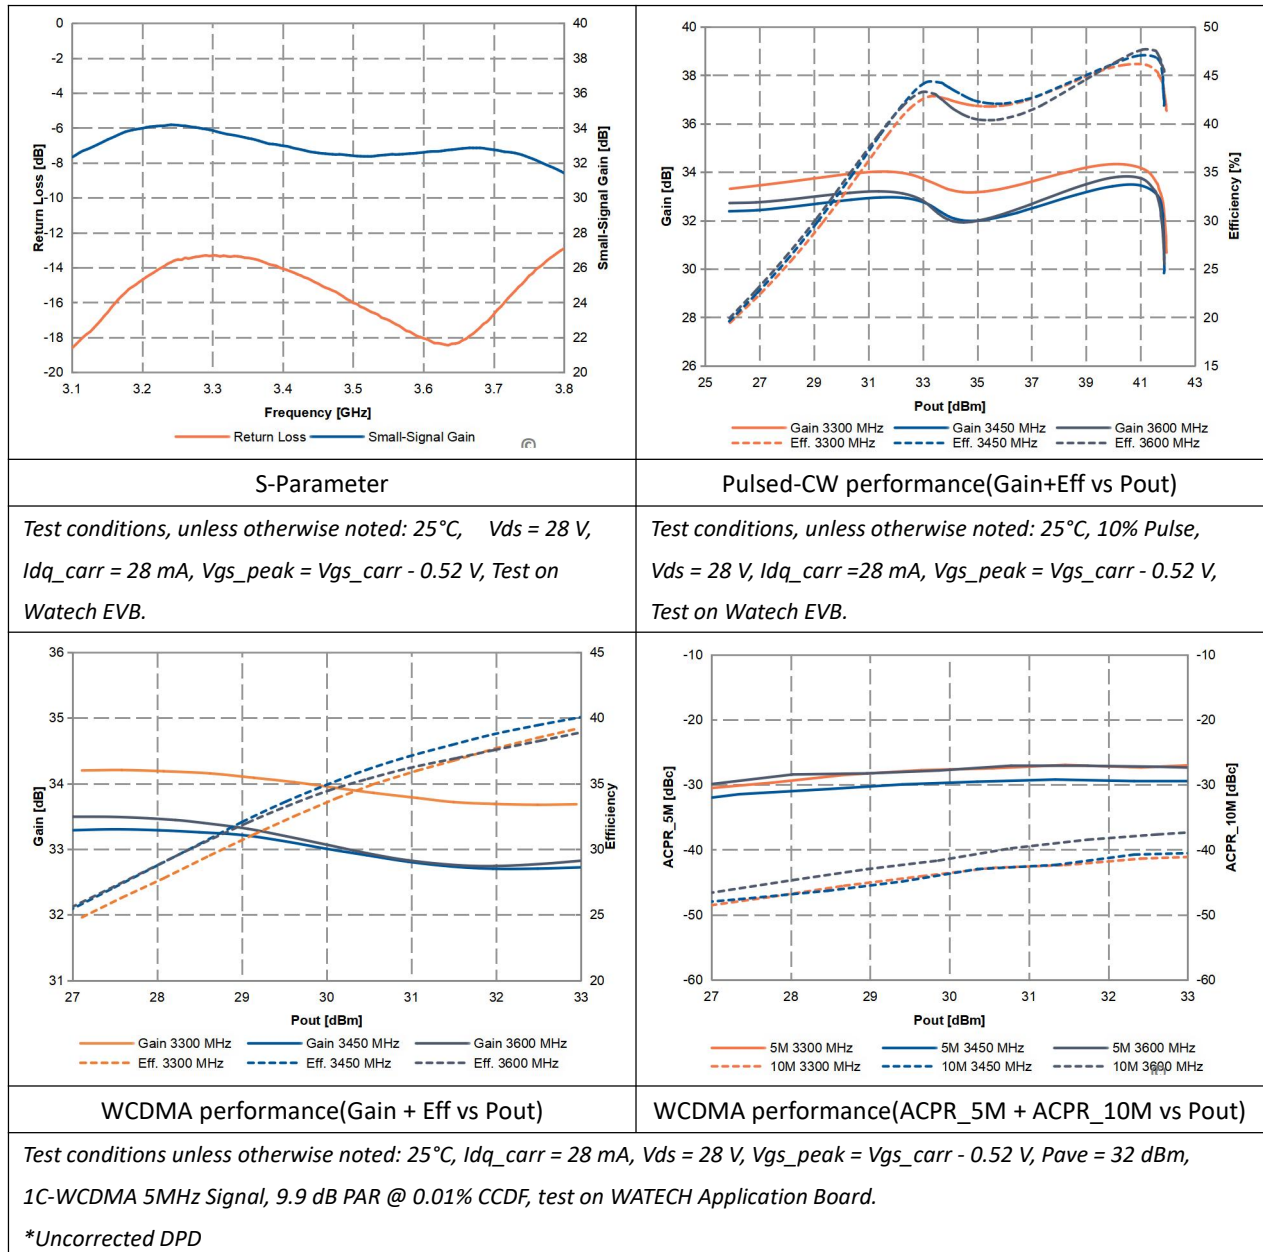 0
-2
-4
-6
-8
-10
-12
-14
-16
-18
-20
Return Loss [dB]
40
38
36
34
32
30
28
26
24
22
20
Small-Signal Gain [dB]
3.1 3.2 3.3 3.4 3.5 3.6 3.7 3.8
Frequency [GHz]
Return Loss Small-Signal Gain
©
40
38
36
34
32
30
28
26
Gain [dB]
50
45
40
35
30
25
20
15
Efficiency [%]
25 27 29 31 33 35 37 39 41 43
Pout [dBm]
Gain 3300 MHz Gain 3450 MHz Gain 3600 MHz
Eff. 3300 MHz Eff. 3450 MHz Eff. 3600 MHz
S-Parameter
Pulsed-CW performance(Gain+Eff vs Pout)
Test conditions, unless otherwise noted: 25°C, Vds = 28 V,
Idq_carr = 28 mA, Vgs_peak = Vgs_carr - 0.52 V, Test on
Watech EVB.
Test conditions, unless otherwise noted: 25°C, 10% Pulse,
Vds = 28 V, Idq_carr =28 mA, Vgs_peak = Vgs_carr - 0.52 V,
Test on Watech EVB.
36
35
34
33
32
31
Gain [dB]
45
40
35
30
25
20
Effiiciency
27 28 29 30 31 32 33
Pout [dBm]
Gain 3300 MHz Gain 3450 MHz Gain 3600 MHz
Eff. 3300 MHz Eff. 3450 MHz Eff. 3600 MHz
-10
-20
-30
-40
-50
-60
ACPR_5M [dBc]
-10
-20
-30
-40
-50
-60
ACPR_10M [dBc]
27 28 29 30 31 32 33
Pout [dBm]
5M 3300 MHz 5M 3450 MHz 5M 3600 MHz
10M 3300 MHz 10M 3450 MHz 10M 3600 MHz
WCDMA performance(Gain + Eff vs Pout)
WCDMA performance(ACPR_5M + ACPR_10M vs Pout)
Test conditions unless otherwise noted: 25°C, Idq_carr = 28 mA, Vds = 28 V, Vgs_peak = Vgs_carr - 0.52 V, Pave = 32 dBm,
1C-WCDMA 5MHz Signal, 9.9 dB PAR @ 0.01% CCDF, test on WATECH Application Board.
*Uncorrected DPD